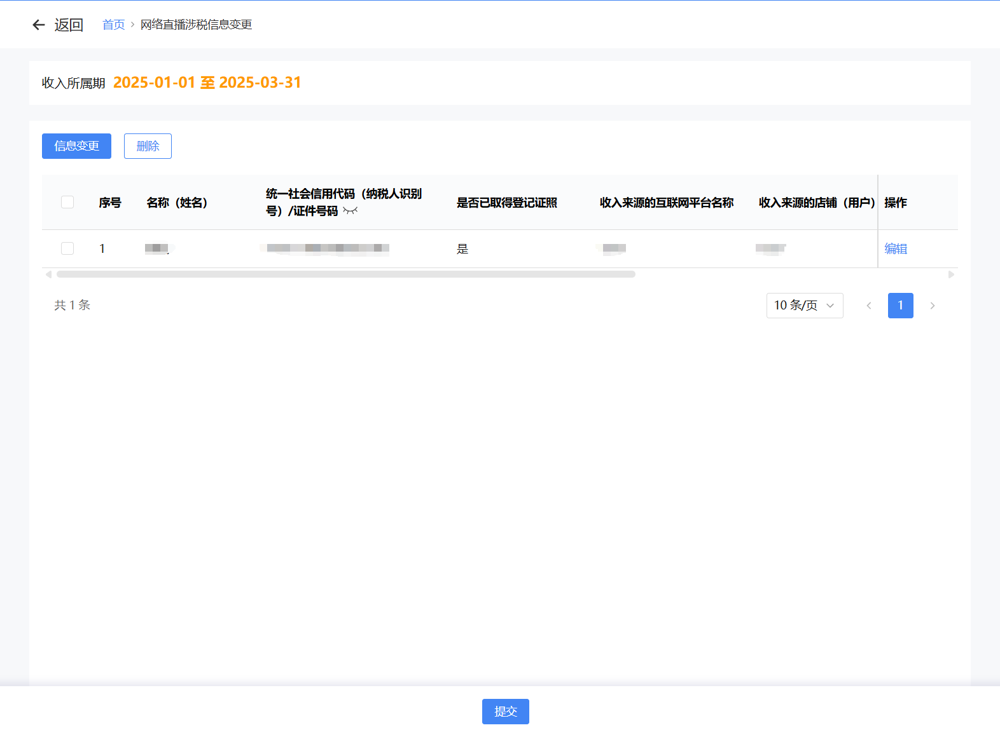 返回 首页 > 网络直播涉税信息变更
收入所属期 2025-01-01 至 2025-03-31
信息变更 删除
序号 名称（姓名） 统一社会信用代码（纳税人识别号）/证件号码 是否已取得登记证照 收入来源的互联网平台名称 收入来源的店铺（用户） 操作
1 是 编辑
共 1 条 10 条/页 1
提交